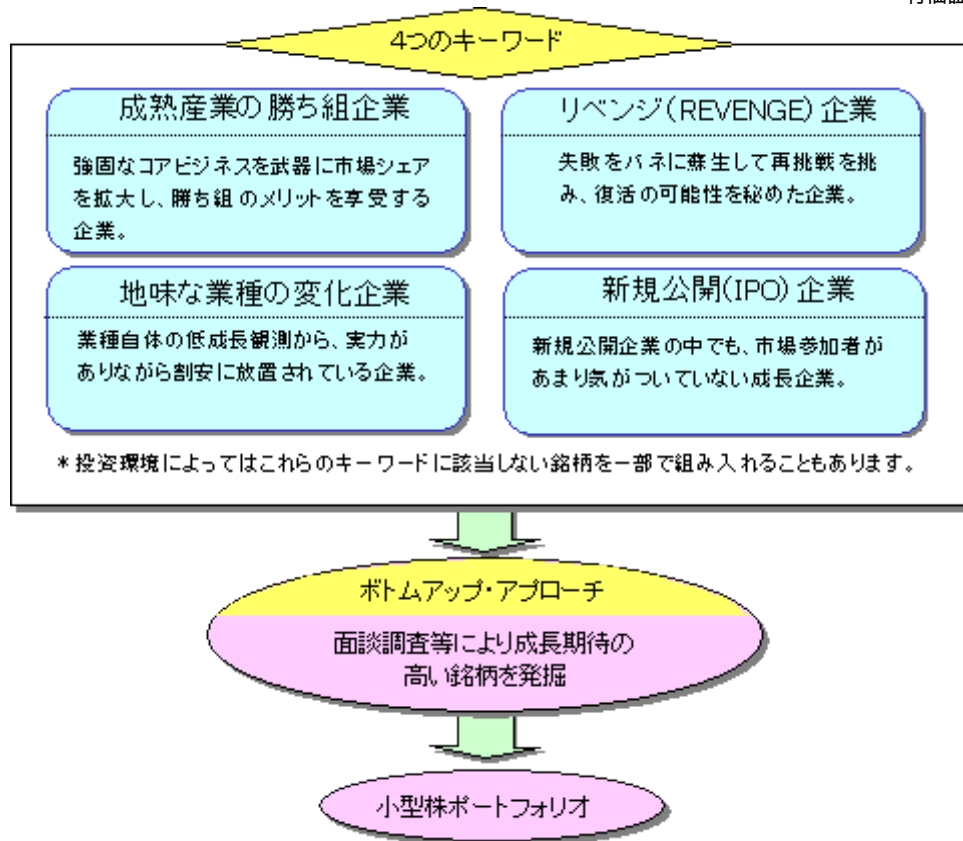 4つのキーワード
成熟産業の勝ち組企業
強固なコアビジネスを武器に市場シェア
を拡大し、勝ち組のメリットを享受する
企業。
リベンジ(REVENGE)企業
失敗をバネに蘇生して再挑戦を挑
み、復活の可能性を秘めた企業。
地味な業種の変化企業
業種自体の低成長観測から、実力が
ありながら割安に放置されている企業。
新規公開(IPO)企業
新規公開企業の中でも、市場参加者が
あまり気がついていない成長企業。
*投資環境によってはこれらのキーワードに該当しない銘柄を一部で組み入れることもあります。
ボトムアップ・アプローチ
面談調査等により成長期待の
高い銘柄を発掘
小型株ポートフォリオ